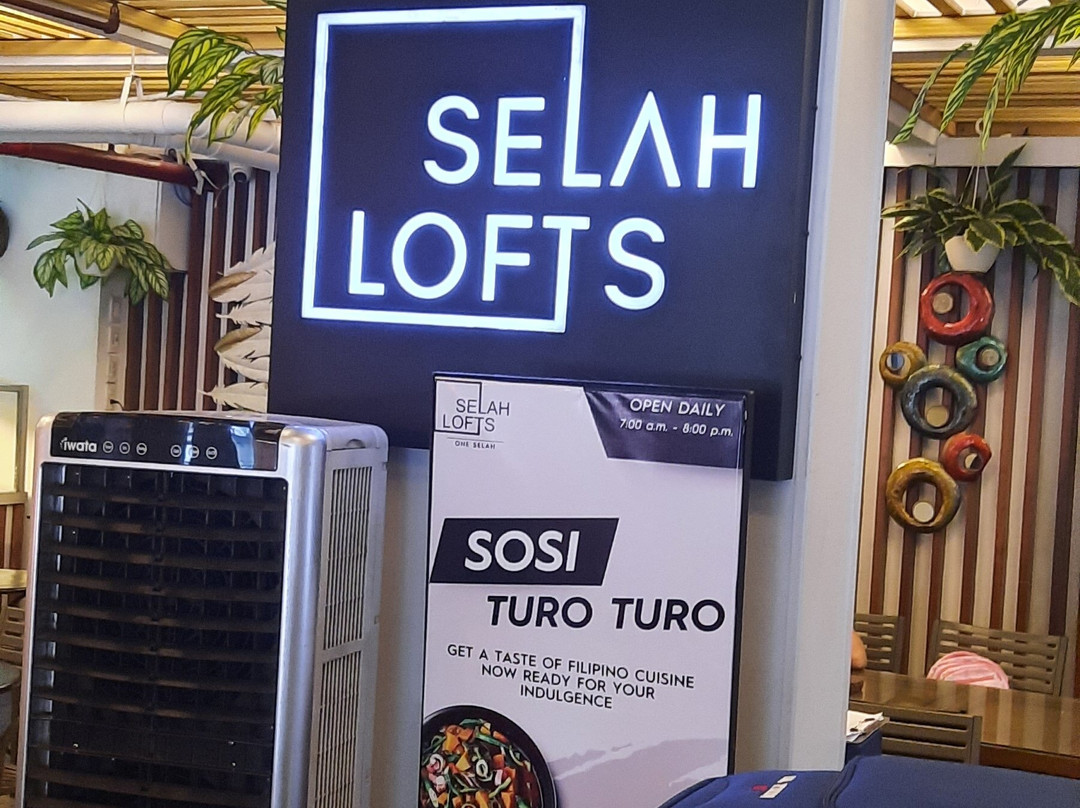 SELAH
LOFTS
SELAH
LOFTS
ONE SELAH
OPEN DAILY
7:00 a.m. - 8:00 p.m.
SOSI
TURO TURO
GET A TASTE OF FILIPINO CUISINE
NOW READY FOR YOUR
INDULGENCE
iwata